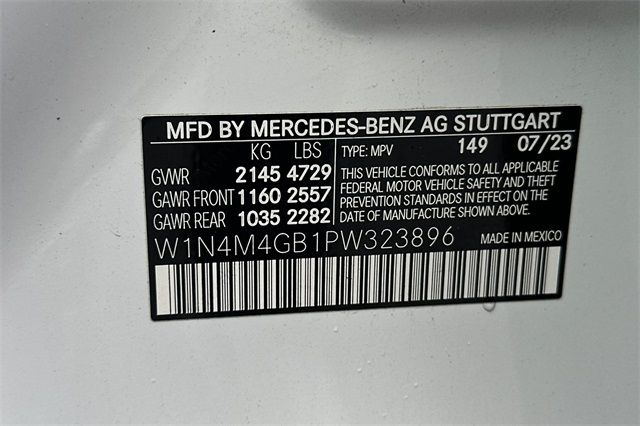 MFD BY MERCEDES-BENZ AG STUTTGART
KG LBS
GVWR 2145 4729
GAWR FRONT 1160 2557
GAWR REAR 1035 2282
TYPE: MPV 149 07/23
THIS VEHICLE CONFORMS TO ALL APPLICABLE
FEDERAL MOTOR VEHICLE SAFETY AND THEFT
PREVENTION STANDARDS IN EFFECT ON THE
DATE OF MANUFACTURE SHOWN ABOVE.
W1N4M4GB1PW323896
MADE IN MEXICO